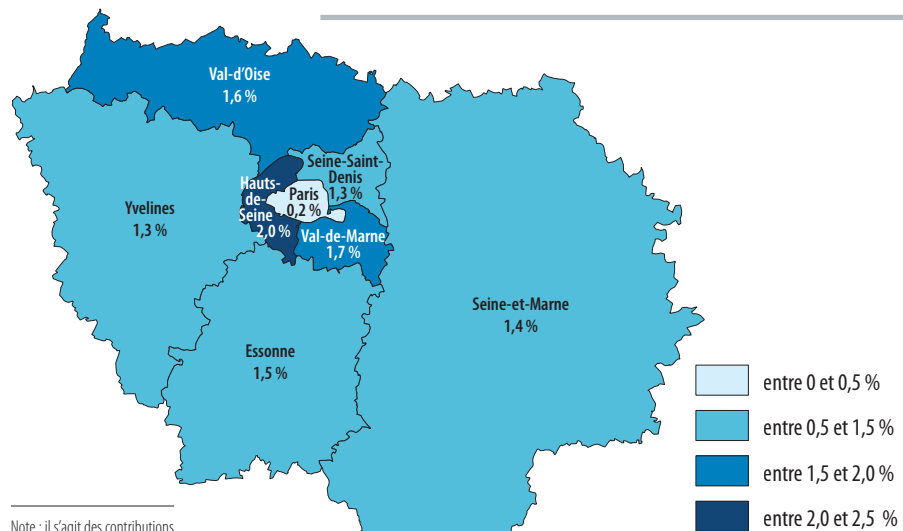 Val-d'Oise
1,6 %
Seine-Saint-
Denis
1,3 %
Hauts-
de-
Seine
2,0 %
Paris
0,2 %
Yvelines
1,3 %
Val-de-Marne
1,7 %
Seine-et-Marne
1,4 %
Essonne
1,5 %
entre 0 et 0,5 %
entre 0,5 et 1,5 %
entre 1,5 et 2,0 %
entre 2,0 et 2,5 %
Note : il s'agit des contributions